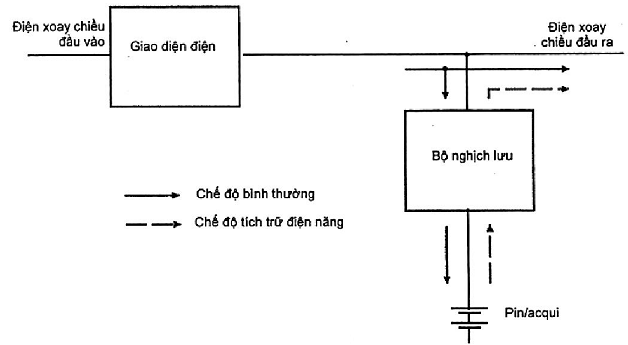 Điện xoay chiều
đầu vào
Giao diện điện
Điện xoay
chiều đầu ra
Bộ nghịch lưu
Chế độ bình thường
Chế độ tích trữ điện năng
Pin/acqui